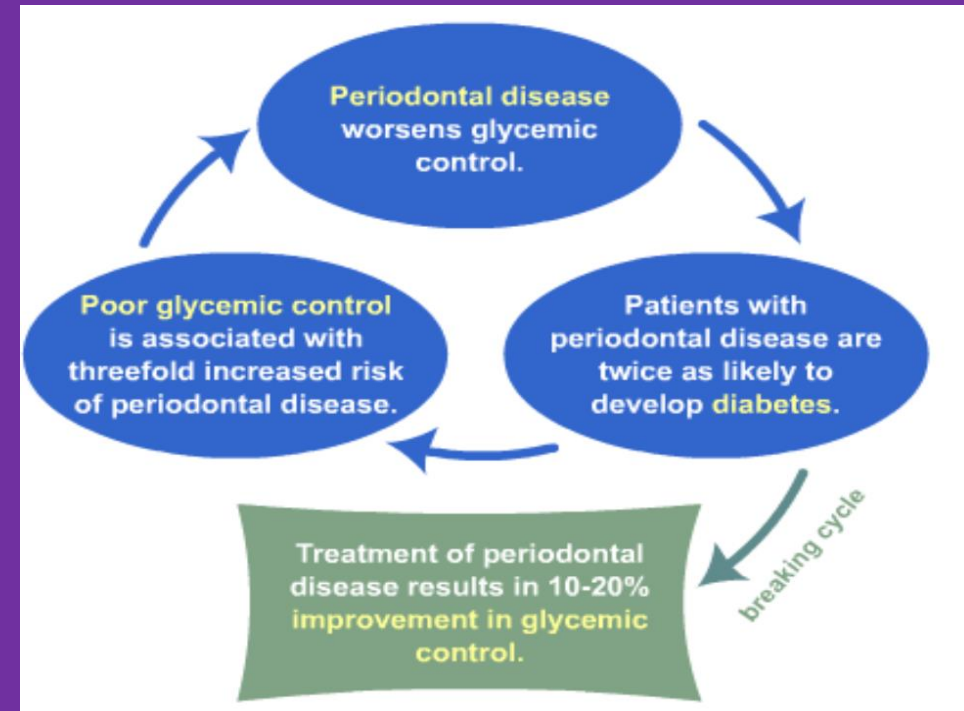 Periodontal disease
worsens glycemic
control.
Patients with
periodontal disease are
twice as likely to
develop diabetes.
Poor glycemic control
is associated with
threefold increased risk
of periodontal disease.
breaking cycle
Treatment of periodontal
disease results in 10-20%
improvement in glycemic
control.